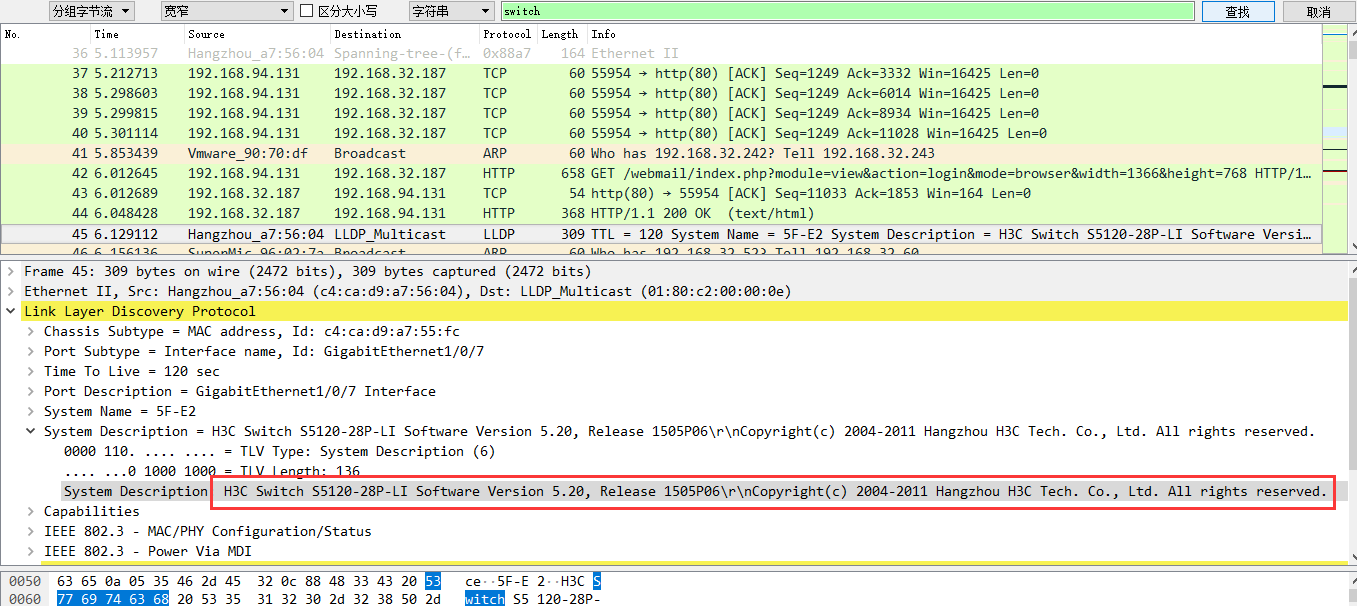 分组字节流 宽窄 区分大小写 字符串 switch 查找 取消
No. Time Source Destination Protocol Length Info
36 5.113957 Hangzhou_a7:56:04 Spanning-tree-(f… 0x88a7 164 Ethernet II
37 5.212713 192.168.94.131 192.168.32.187 TCP 60 55954 → http(80) [ACK] Seq=1249 Ack=3332 Win=16425 Len=0
38 5.298603 192.168.94.131 192.168.32.187 TCP 60 55954 → http(80) [ACK] Seq=1249 Ack=6014 Win=16425 Len=0
39 5.299815 192.168.94.131 192.168.32.187 TCP 60 55954 → http(80) [ACK] Seq=1249 Ack=8934 Win=16425 Len=0
40 5.301114 192.168.94.131 192.168.32.187 TCP 60 55954 → http(80) [ACK] Seq=1249 Ack=11028 Win=16425 Len=0
41 5.853439 Vmware_90:70:df Broadcast ARP 60 Who has 192.168.32.242? Tell 192.168.32.243
42 6.012645 192.168.94.131 192.168.32.187 HTTP 658 GET /webmail/index.php?module=view&action=login&mode=browser&width=1366&height=768 HTTP/1…
43 6.012689 192.168.32.187 192.168.94.131 TCP 54 http(80) → 55954 [ACK] Seq=11033 Ack=1853 Win=164 Len=0
44 6.048428 192.168.32.187 192.168.94.131 HTTP 368 HTTP/1.1 200 OK (text/html)
45 6.129112 Hangzhou_a7:56:04 LLDP_Multicast LLDP 309 TTL = 120 System Name = 5F-E2 System Description = H3C Switch S5120-28P-LI Software Versi…
46 6.156136 SuperMic_96:02:7a Broadcast ARP 60 Who has 192.168.32.52? Tell 192.168.32.60
Frame 45: 309 bytes on wire (2472 bits), 309 bytes captured (2472 bits)
Ethernet II, Src: Hangzhou_a7:56:04 (c4:ca:d9:a7:56:04), Dst: LLDP_Multicast (01:80:c2:00:00:0e)
Link Layer Discovery Protocol
Chassis Subtype = MAC address, Id: c4:ca:d9:a7:55:fc
Port Subtype = Interface name, Id: GigabitEthernet1/0/7
Time To Live = 120 sec
Port Description = GigabitEthernet1/0/7 Interface
System Name = 5F-E2
System Description = H3C Switch S5120-28P-LI Software Version 5.20, Release 1505P06\r\nCopyright(c) 2004-2011 Hangzhou H3C Tech. Co., Ltd. All rights reserved.
0000 110. .... .... = TLV Type: System Description (6)
.... ...0 1000 1000 = TLV Length: 136
System Description H3C Switch S5120-28P-LI Software Version 5.20, Release 1505P06\r\nCopyright(c) 2004-2011 Hangzhou H3C Tech. Co., Ltd. All rights reserved.
Capabilities
IEEE 802.3 - MAC/PHY Configuration/Status
IEEE 802.3 - Power Via MDI
0050 63 65 0a 05 35 46 2d 45 32 0c 88 48 33 43 20 53 ce··5F-E 2··H3C S
0060 77 69 74 63 68 20 53 35 31 32 30 2d 32 38 50 2d witch S5 120-28P-